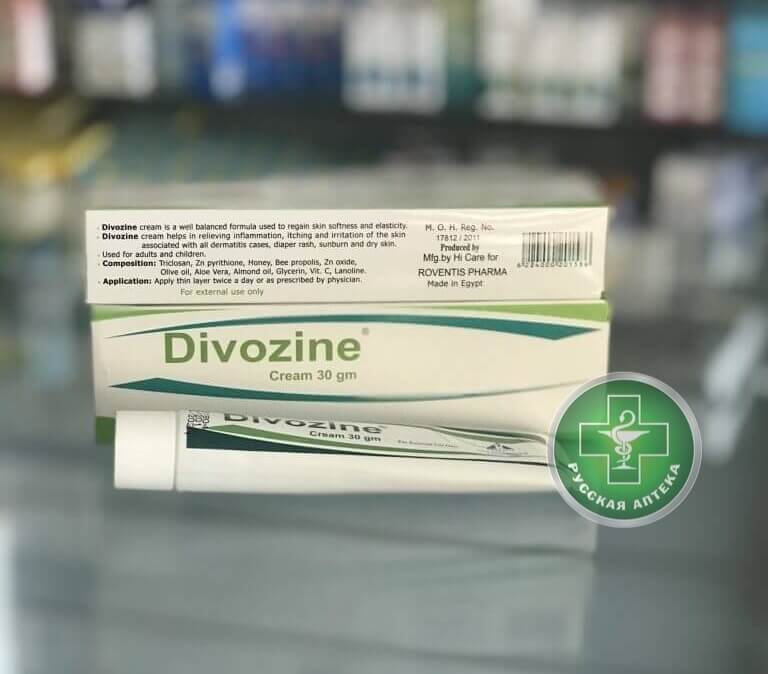 Divozine cream is a well balanced formula used to regain skin softness and elasticity.
Divozine cream helps in relieving inflammation, itching and irritation of the skin
associated with all dermatitis cases, diaper rash, sunburn and dry skin.
Used for adults and children.
Composition: Triclosan, Zn pyrithione, Honey, Bee propolis, Zn oxide,
Olive oil, Aloe Vera, Almond oil, Glycerin, Vit. C, Lanoline.
Application: Apply thin layer twice a day or as prescribed by physician.
For external use only
M. O. H. Reg. No.
17812 / 2011
Produced by
Mfg.by Hi Care for
ROVENTIS PHARMA
Made in Egypt
Divozine®
Cream 30 gm
Divozine
Cream 30 gm
РУССКАЯ АПТЕКА